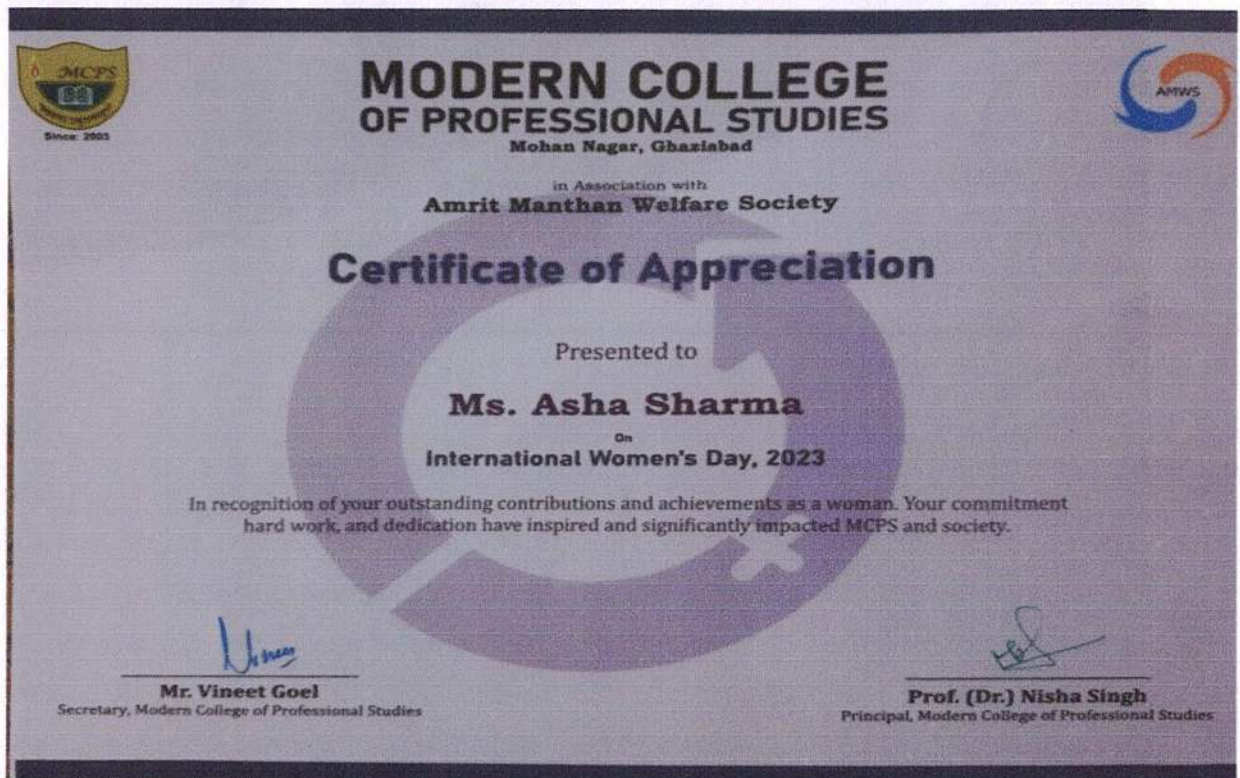 MCPS
Since: 2005
MODERN COLLEGE
OF PROFESSIONAL STUDIES
Mohan Nagar, Ghaziabad
AMWS
in Association with
Amrit Manthan Welfare Society
Certificate of Appreciation
Presented to
Ms. Asha Sharma
On
International Women's Day, 2023
In recognition of your outstanding contributions and achievements as a woman. Your commitment
hard work, and dedication have inspired and significantly impacted MCPS and society.
Mr. Vineet Goel
Secretary, Modern College of Professional Studies
Prof. (Dr.) Nisha Singh
Principal, Modern College of Professional Studies